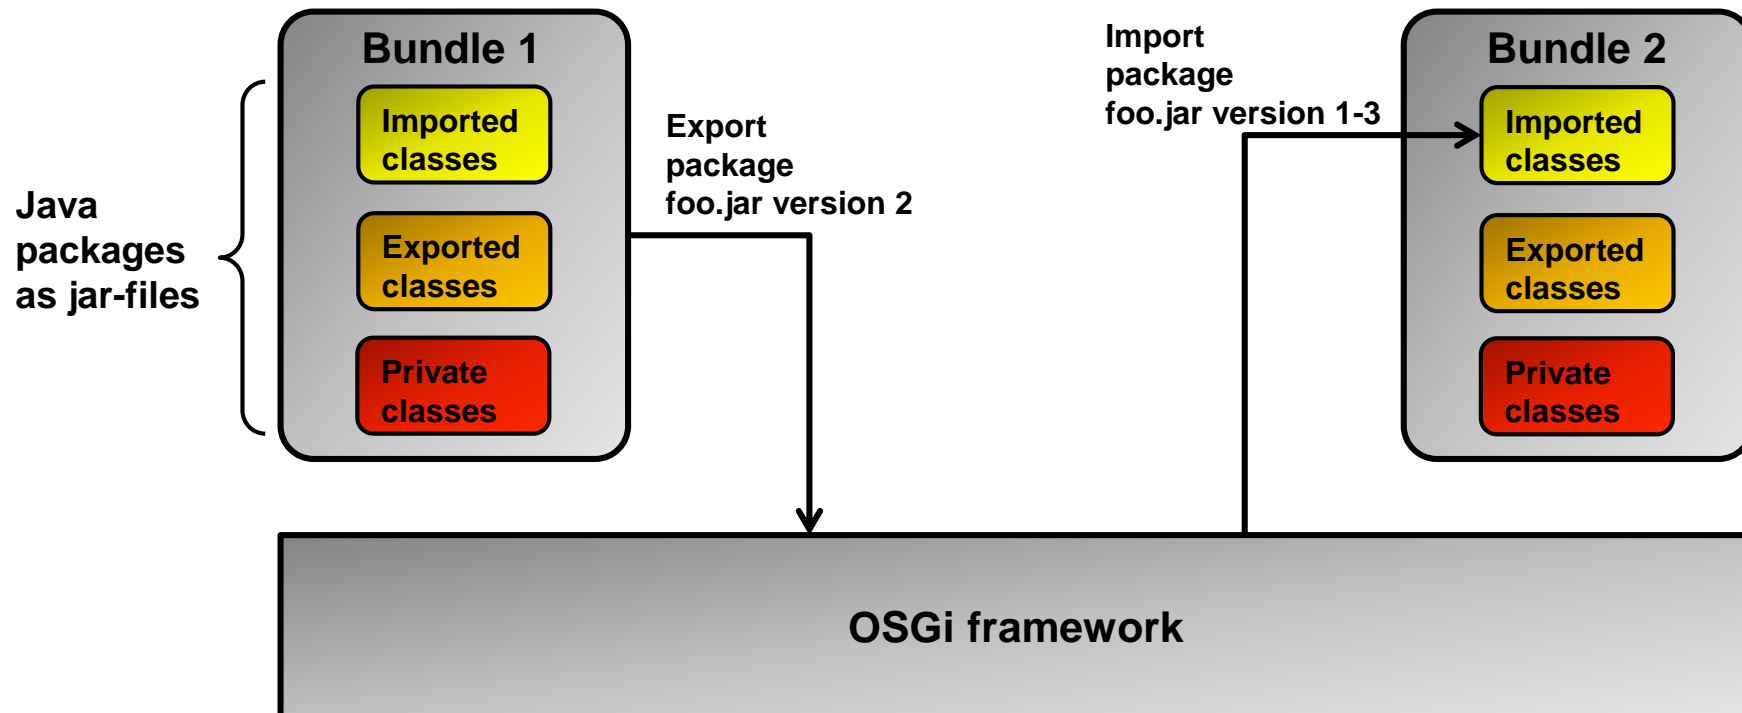 Java
packages
as jar-files
Bundle 1
Imported
classes
Exported
classes
Private
classes
Export
package
foo.jar version 2
Import
package
foo.jar version 1-3
Bundle 2
Imported
classes
Exported
classes
Private
classes
OSGi framework